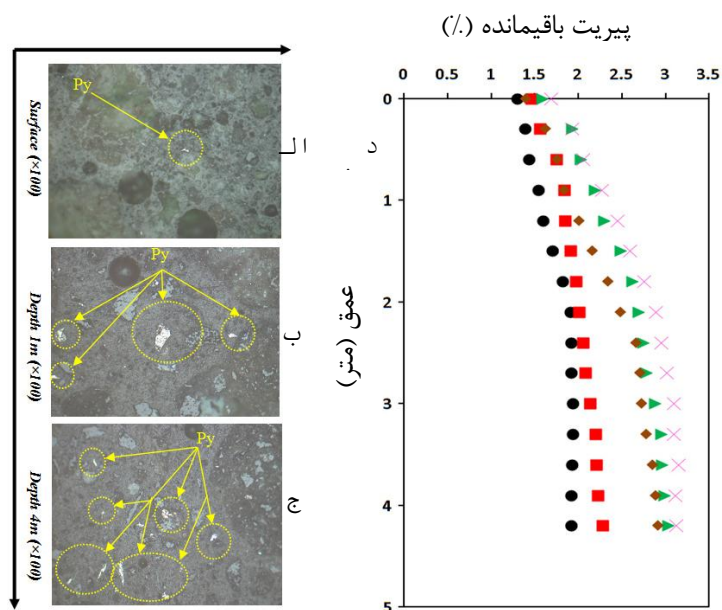 پیریت باقیمانده (٪)
0 0.5 1 1.5 2 2.5 3 3.5
0
1
2
3
4
5
عمق (متر)
Surface (×100)
Py
الـ
د
Depth 1m (×100)
Py
ب
Depth 4m (×100)
Py
ج